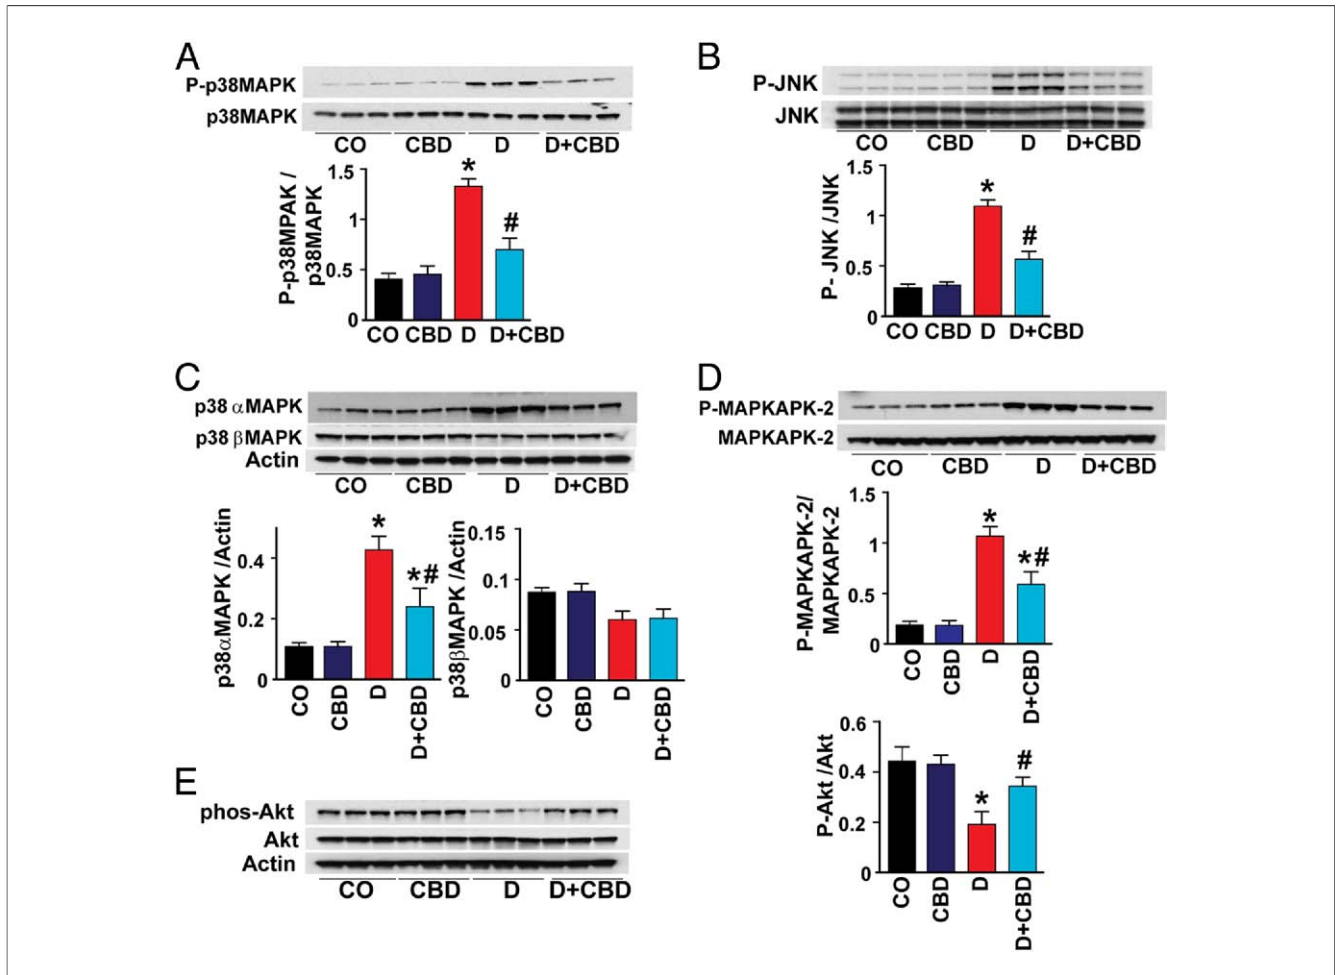 A
P-p38MAPK
p38MAPK
CO CBD D D+CBD
P-p38MPAK /
p38MAPK
1.5
1
0.5
0
*
#
CO CBD D D+CBD
B
P-JNK
JNK
CO CBD D D+CBD
P- JNK /JNK
1.5
1
0.5
0
*
#
CO CBD D D+CBD
C
p38 αMAPK
p38 βMAPK
Actin
CO CBD D D+CBD
p38αMAPK /Actin
0.4
0.2
0
*
*#
CO CBD D D+CBD
p38βMAPK /Actin
0.15
0.1
0.05
0
CO CBD D D+CBD
D
P-MAPKAPK-2
MAPKAPK-2
CO CBD D D+CBD
P-MAPKAPK-2/
MAPKAPK-2
1.5
1
0.5
0
*
*#
CO CBD D D+CBD
E
phos-Akt
Akt
Actin
CO CBD D D+CBD
P-Akt /Akt
0.6
0.4
0.2
0
*
#
CO CBD D D+CBD